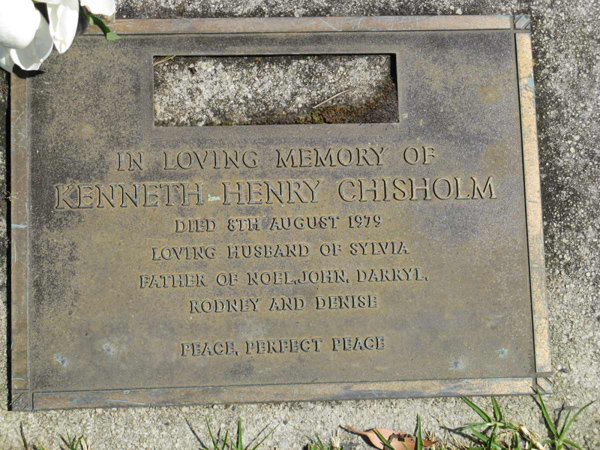 IN LOVING MEMORY OF
KENNETH HENRY CHISHOLM
DIED 8TH AUGUST 1979
LOVING HUSBAND OF SYLVIA
FATHER OF NOEL, JOHN, DARRYL,
RODNEY AND DENISE
PEACE, PERFECT PEACE